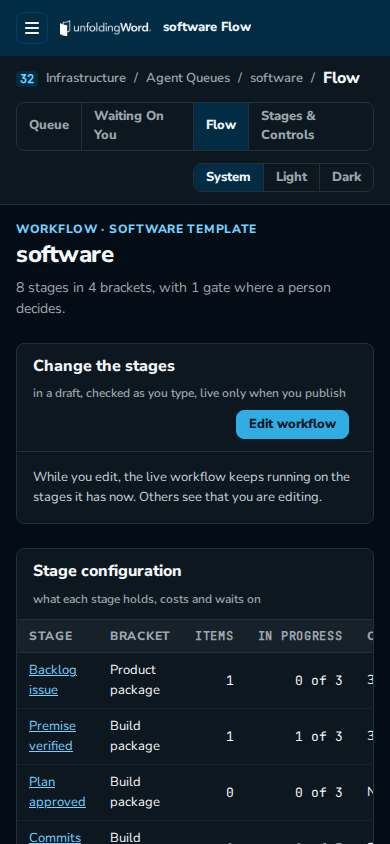 unfoldingWord. software Flow
32 Infrastructure / Agent Queues / software / Flow
Queue
Waiting On
You
Flow
Stages &
Controls
System Light Dark
WORKFLOW · SOFTWARE TEMPLATE
software
8 stages in 4 brackets, with 1 gate where a person
decides.
Change the stages
in a draft, checked as you type, live only when you publish
Edit workflow
While you edit, the live workflow keeps running on the
stages it has now. Others see that you are editing.
Stage configuration
what each stage holds, costs and waits on
STAGE BRACKET ITEMS IN PROGRESS
Backlog
issue
Product
package
1
0 of 3
Premise
verified
Build
package
1
1 of 3
Plan
approved
Build
package
0
0 of 3
Commits
Build